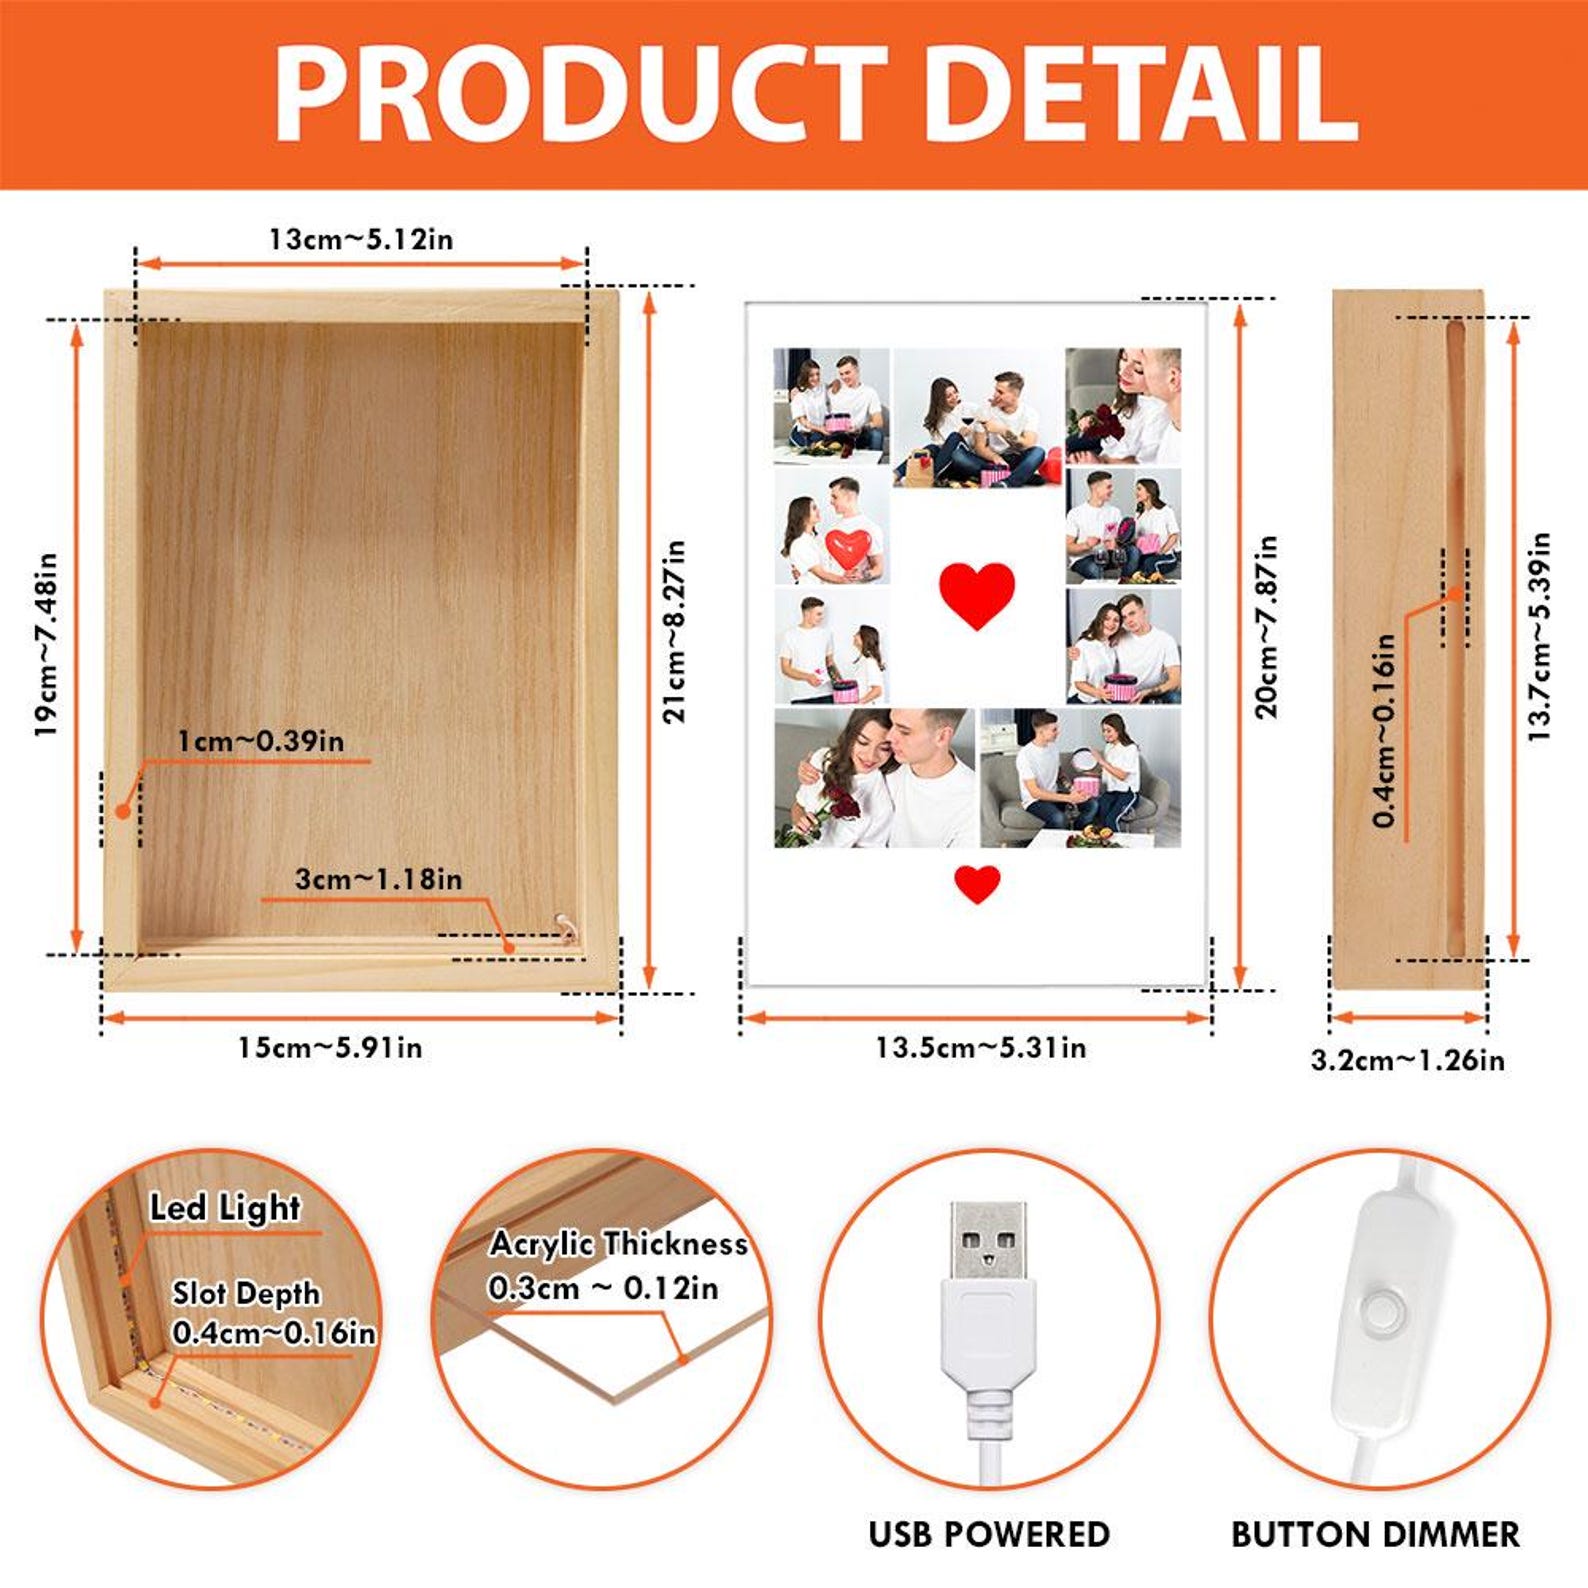 PRODUCT DETAIL
13cm~5.12in
19cm~7.48in
21cm~8.27in
1cm~0.39in
3cm~1.18in
15cm~5.91in
20cm~7.87in
13.5cm~5.31in
0.4cm~0.16in
13.7cm~5.39in
3.2cm~1.26in
Led Light
Slot Depth
0.4cm~0.16in
Acrylic Thickness
0.3cm ~ 0.12in
USB POWERED
BUTTON DIMMER